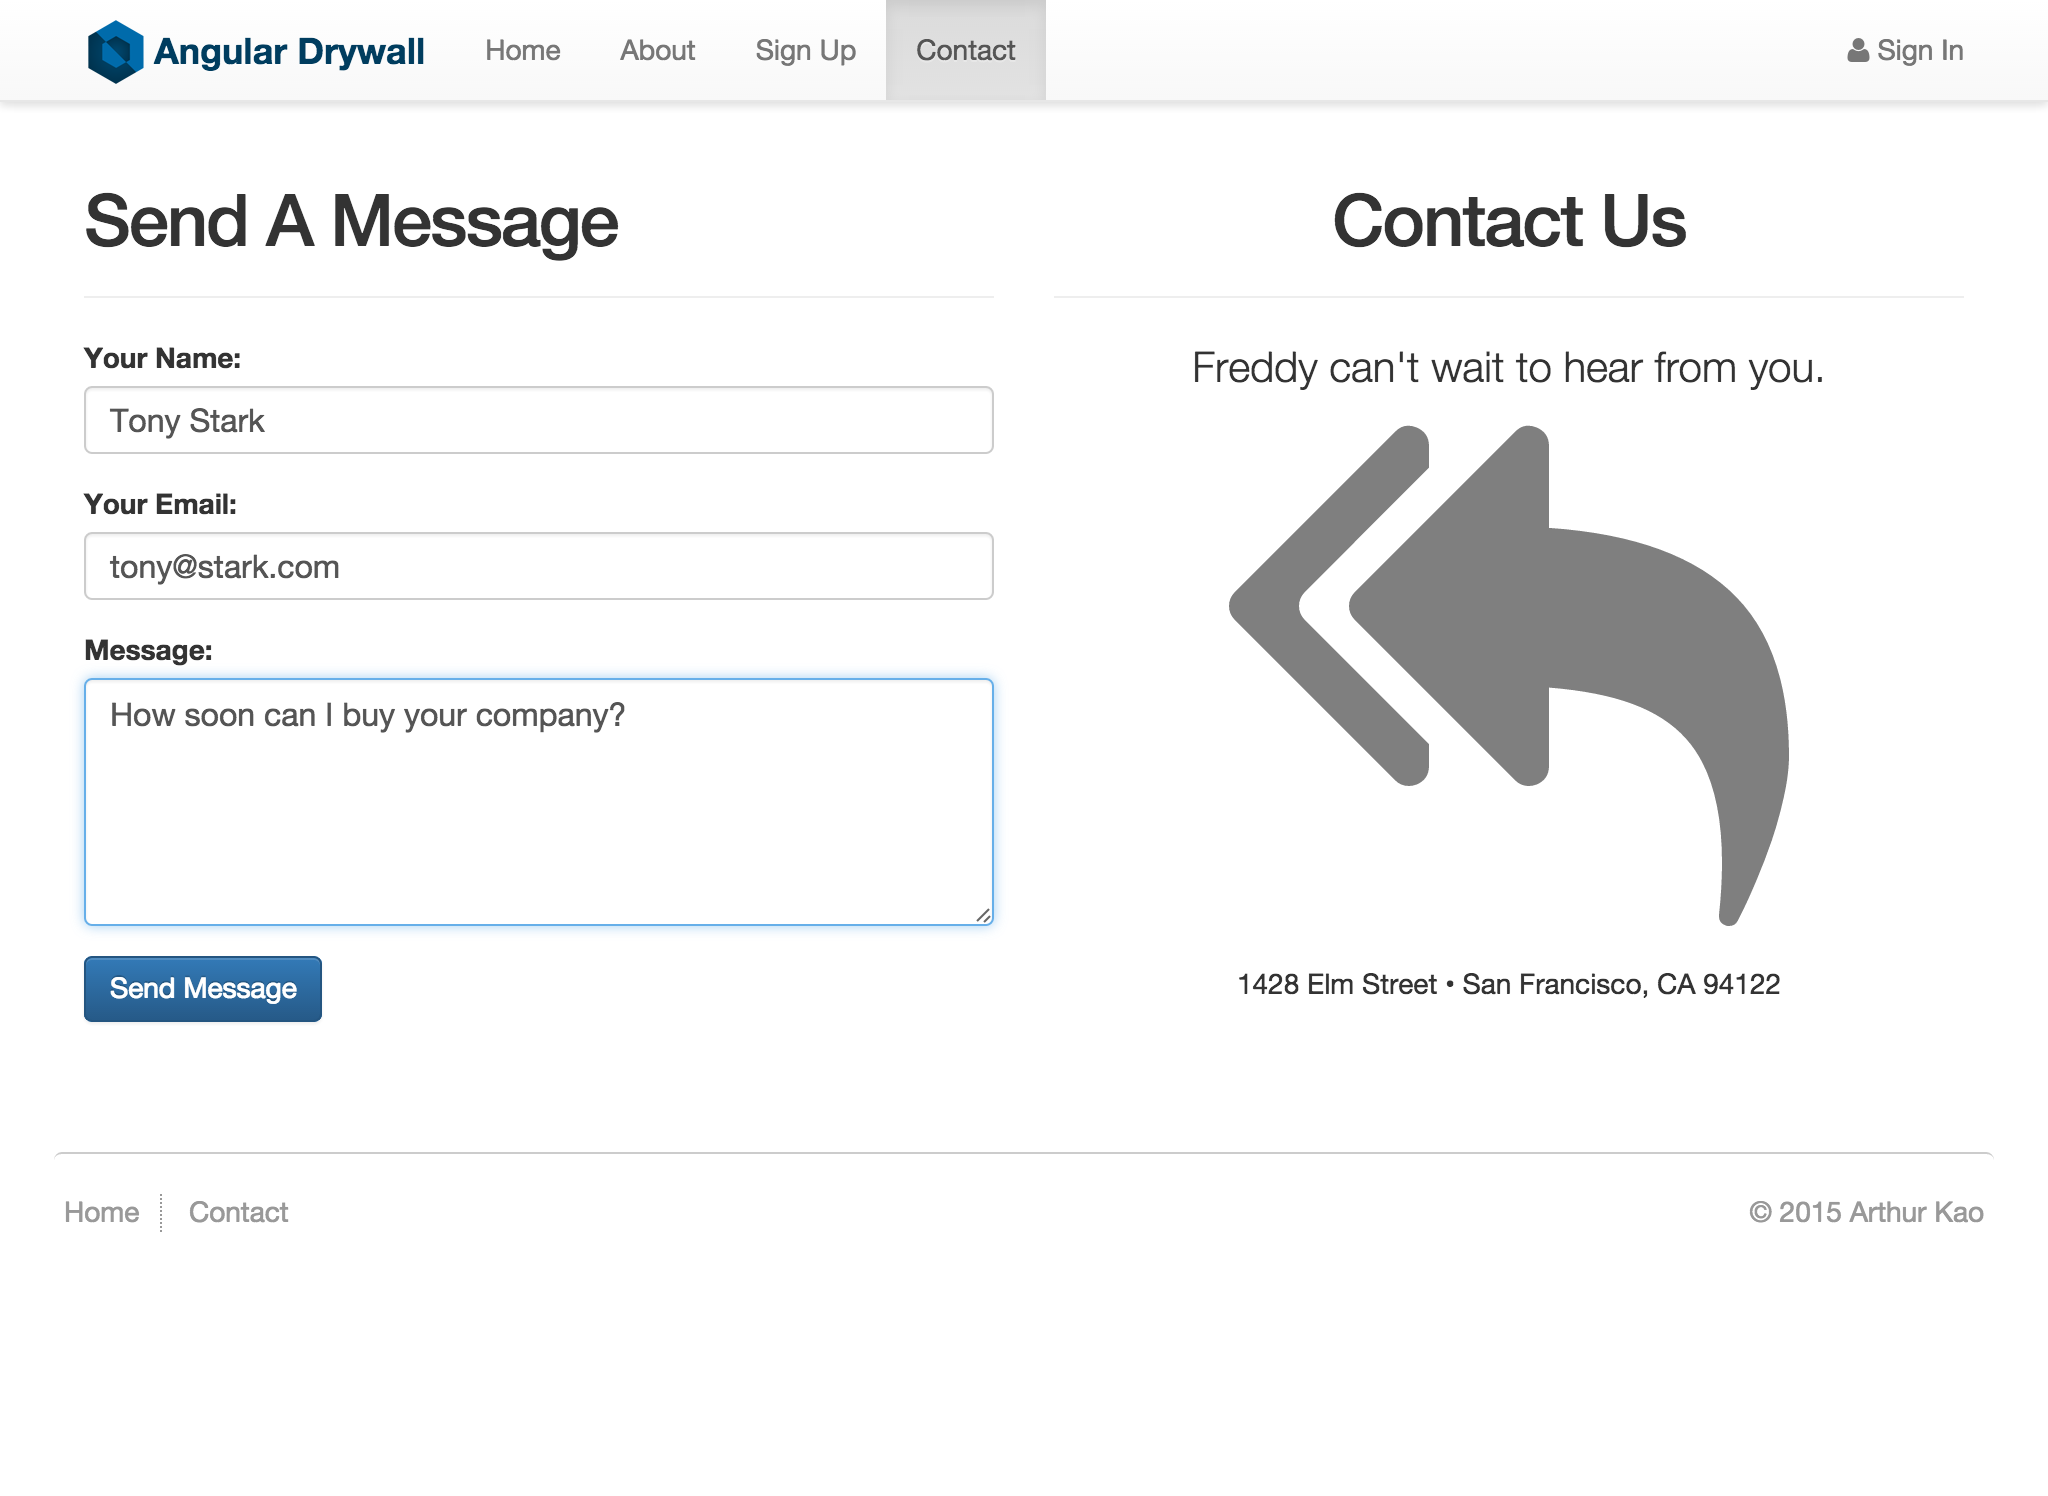 Angular Drywall Home About Sign Up Contact Sign In
Send A Message
Your Name:
Tony Stark
Your Email:
tony@stark.com
Message:
How soon can I buy your company?
Send Message
Contact Us
Freddy can't wait to hear from you.
1428 Elm Street • San Francisco, CA 94122
Home Contact © 2015 Arthur Kao